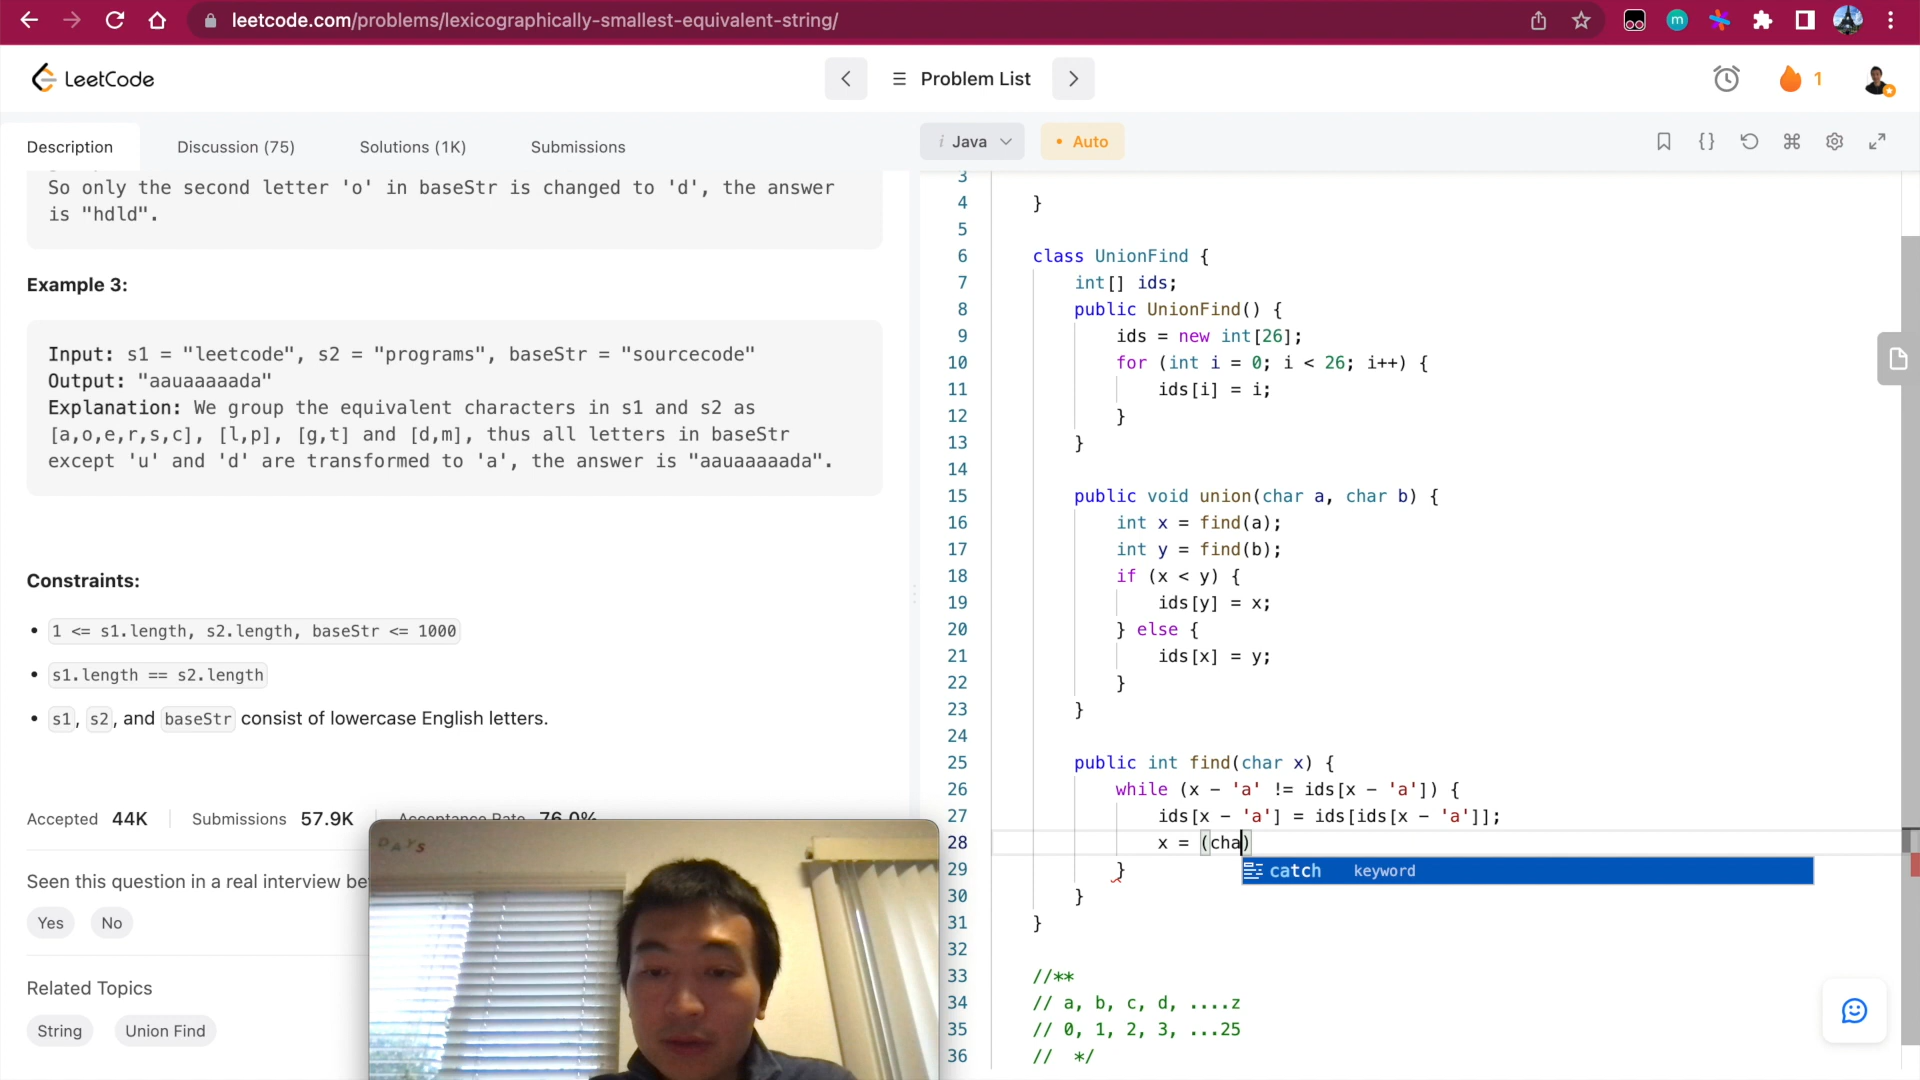 leetcode.com/problems/lexicographically-smallest-equivalent-string/
m
LeetCode
Problem List
1
Description
Discussion (75)
Solutions (1K)
Submissions
i Java
• Auto
So only the second letter 'o' in baseStr is changed to 'd', the answer
is "hdld".
Example 3:
Input: s1 = "leetcode", s2 = "programs", baseStr = "sourcecode"
Output: "aauaaaaada"
Explanation: We group the equivalent characters in s1 and s2 as
[a,o,e,r,s,c], [l,p], [g,t] and [d,m], thus all letters in baseStr
except 'u' and 'd' are transformed to 'a', the answer is "aauaaaaada".
Constraints:
• 1 <= s1.length, s2.length, baseStr <= 1000
• s1.length == s2.length
• s1, s2, and baseStr consist of lowercase English letters.
Accepted 44K
Submissions 57.9K
Acceptance Rate 76.0%
Seen this question in a real interview be
Yes
No
Related Topics
String
Union Find
DAYS
3
4 }
5
6 class UnionFind {
7 int[] ids;
8 public UnionFind() {
9 ids = new int[26];
10 for (int i = 0; i < 26; i++) {
11 ids[i] = i;
12 }
13 }
14
15 public void union(char a, char b) {
16 int x = find(a);
17 int y = find(b);
18 if (x < y) {
19 ids[y] = x;
20 } else {
21 ids[x] = y;
22 }
23 }
24
25 public int find(char x) {
26 while (x - 'a' != ids[x - 'a']) {
27 ids[x - 'a'] = ids[ids[x - 'a']];
28 x = (cha)
29 }
catch keyword
30 }
31 }
32
33 //**
34 // a, b, c, d, ....z
35 // 0, 1, 2, 3, ...25
36 // */